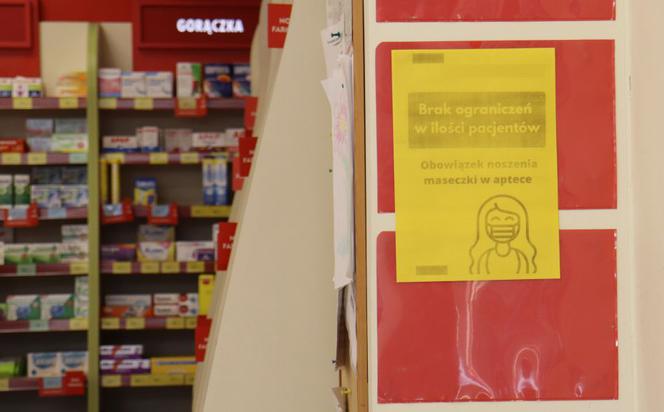 GORĄCZKA
Brak ograniczeń
w ilości pacjentów
Obowiązek noszenia
maseczki w aptece